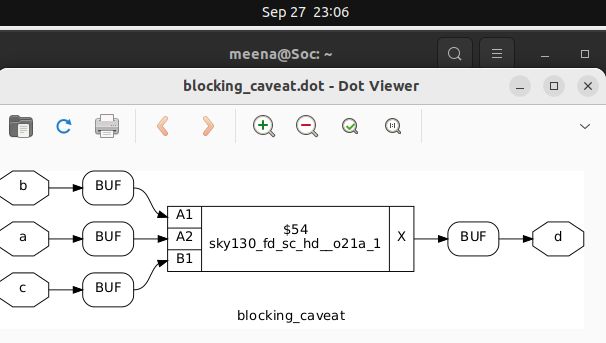 Sep 27 23:06
meena@Soc: ~
blocking_caveat.dot - Dot Viewer
b BUF
A1
a BUF A2 $54 X BUF d
sky130_fd_sc_hd__o21a_1
B1
c BUF
blocking_caveat